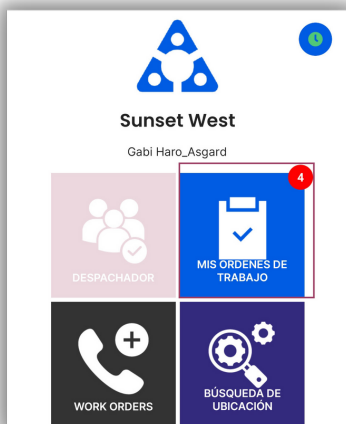 Sunset West
Gabi Haro_Asgard
4
DESPACHADOR
MIS ORDENES DE
TRABAJO
WORK ORDERS
BÚSQUEDA DE
UBICACIÓN